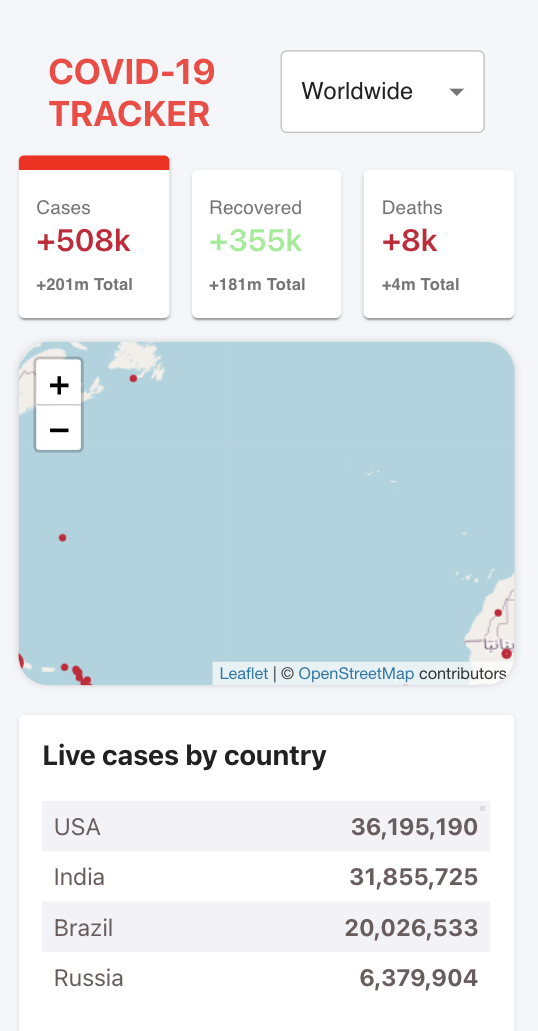 COVID-19
TRACKER
Worldwide
Cases
+508k
+201m Total
Recovered
+355k
+181m Total
Deaths
+8k
+4m Total
+
−
Leaflet | © OpenStreetMap contributors
Live cases by country
USA 36,195,190
India 31,855,725
Brazil 20,026,533
Russia 6,379,904